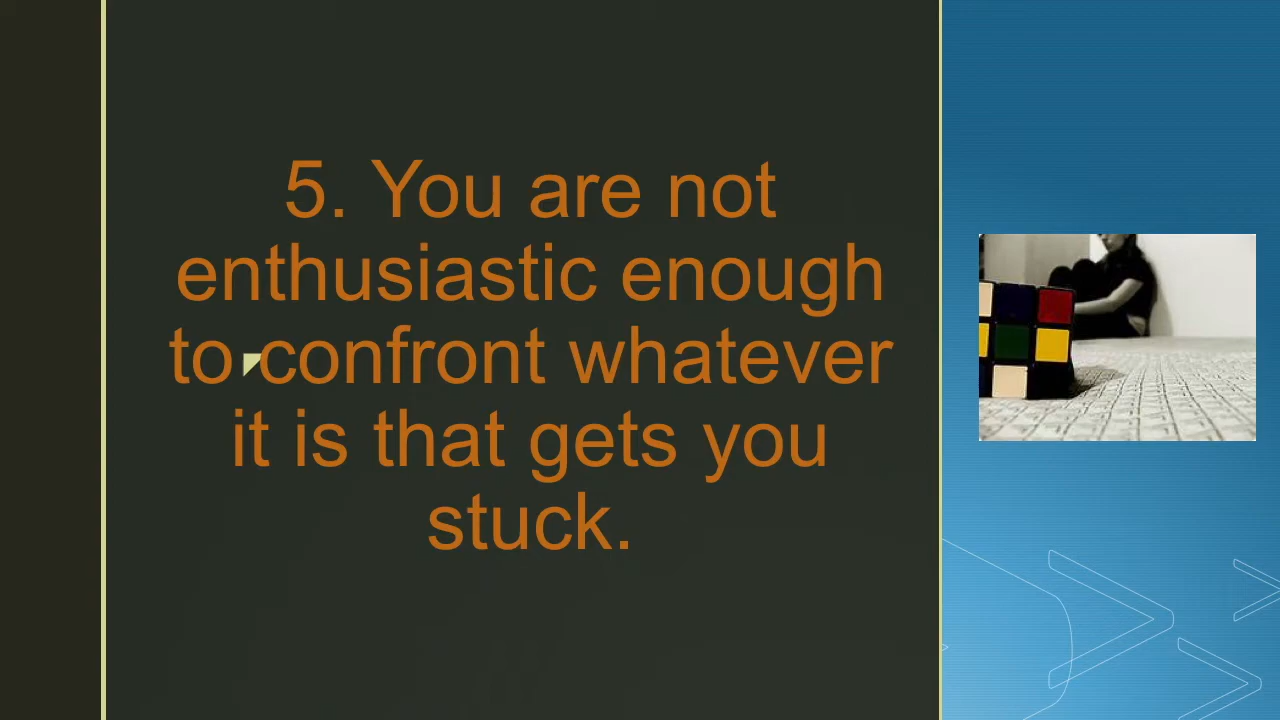 5. You are not
enthusiastic enough
to confront whatever
it is that gets you
stuck.